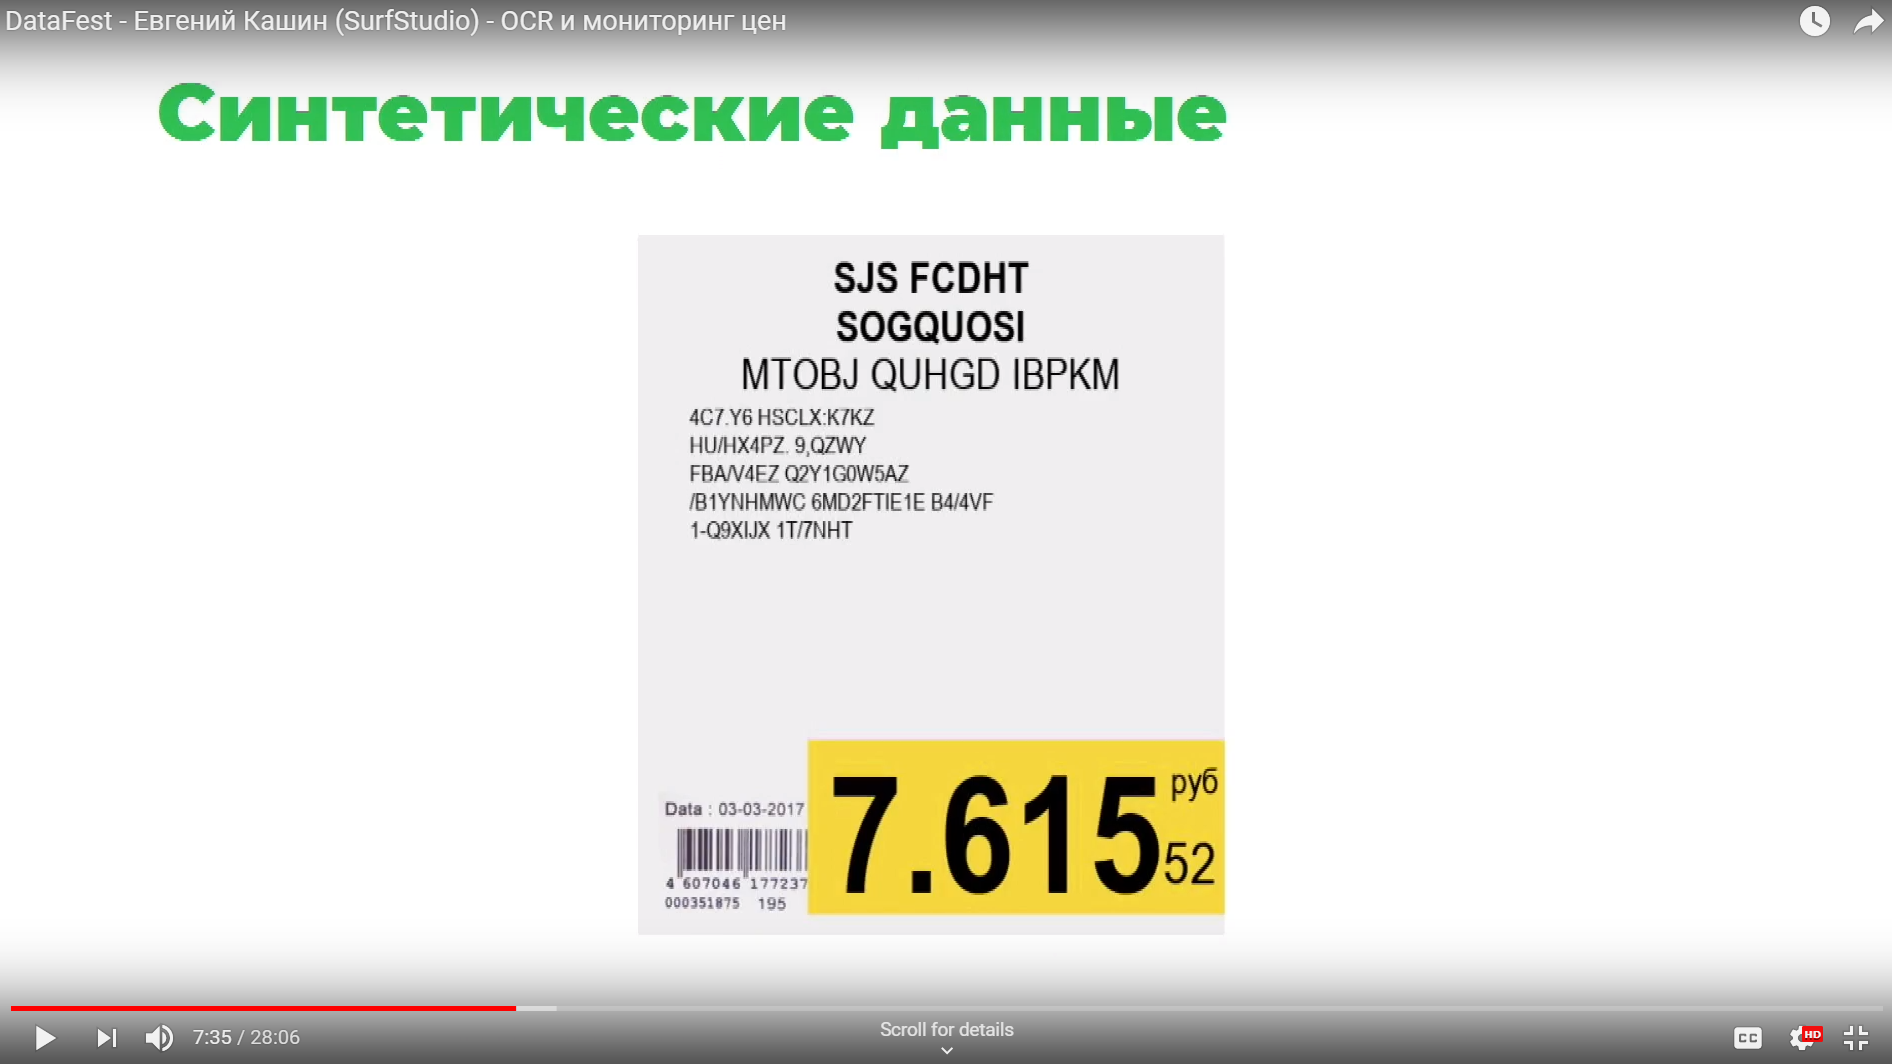 DataFest - Евгений Кашин (SurfStudio) - OCR и мониторинг цен
Синтетические данные
SJS FCDHT
SOGQUOSI
MTOBJ QUHGD IBPKM
4C7.Y6 HSCLX:K7KZ
HU/HX4PZ. 9,QZWY
FBA/V4EZ Q2Y1G0W5AZ
/B1YNHMWC 6MD2FTIE1E B4/4VF
1-Q9XIJX 1T/7NHT
7.615 руб
52
Data : 03-03-2017
4 607046 177237
000351875 195
7:35 / 28:06
Scroll for details
CC
HD